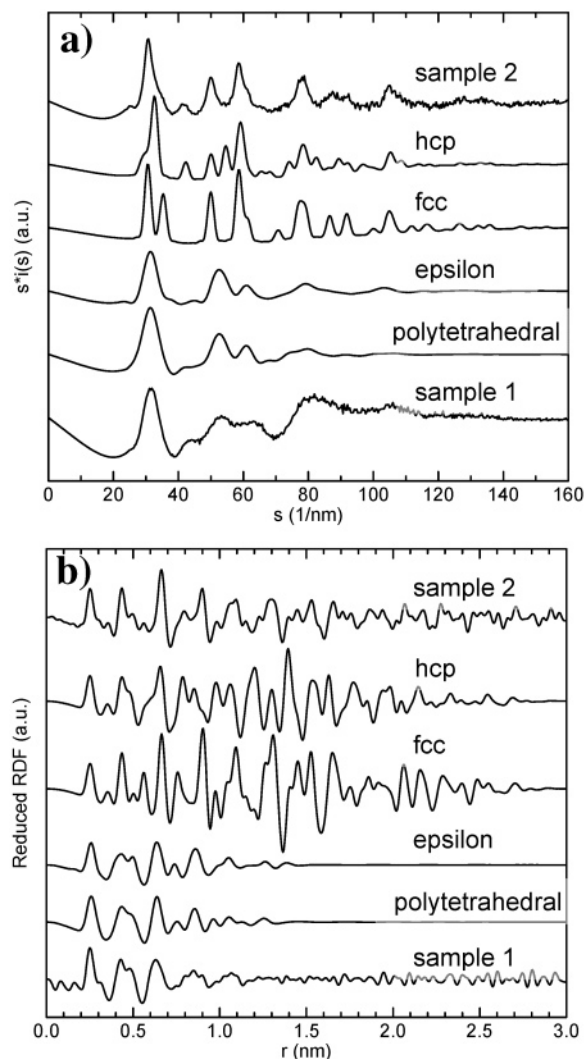 a)
sample 2
hcp
fcc
epsilon
polytetrahedral
sample 1
s*i(s) (a.u.)
0 20 40 60 80 100 120 140 160
s (1/nm)
b)
sample 2
hcp
fcc
epsilon
polytetrahedral
sample 1
Reduced RDF (a.u.)
0.0 0.5 1.0 1.5 2.0 2.5 3.0
r (nm)